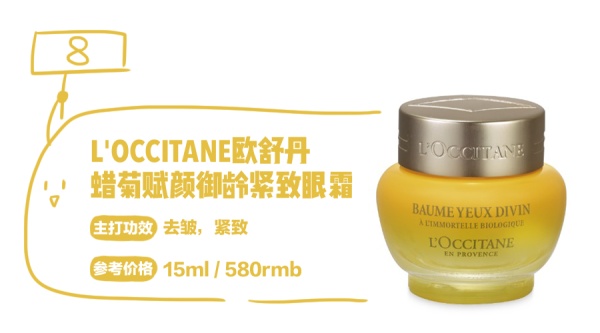 8
L'OCCITANE欧舒丹
蜡菊赋颜御龄紧致眼霜
主打功效 去皱，紧致
参考价格 15ml / 580rmb
L'OCCITANE
BAUME YEUX DIVIN
À L'IMMORTELLE BIOLOGIQUE
L'OCCITANE
EN PROVENCE